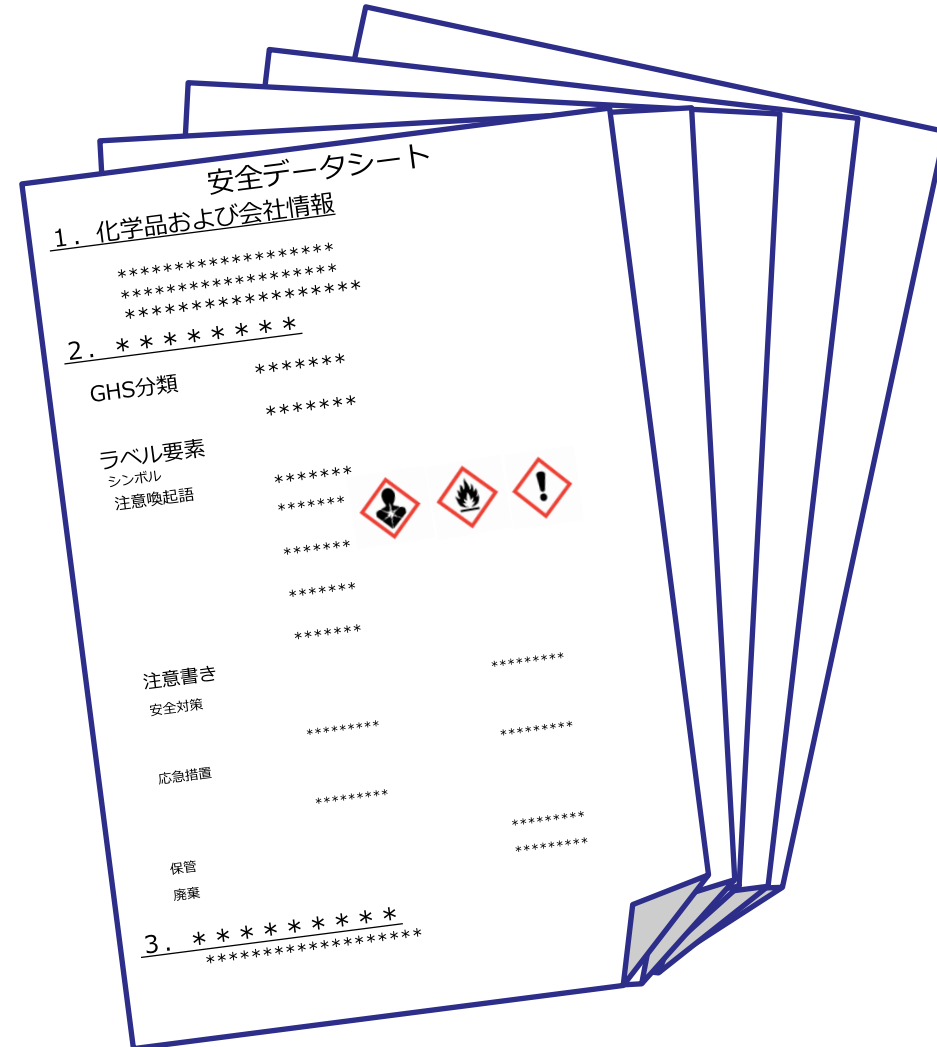 安全データシート
1. 化学品および会社情報
*******************
*******************
******************
2. ＊＊＊＊＊＊＊＊
GHS分類 *******
*******
ラベル要素
シンボル *******
注意喚起語 *******
*******
*******
*******
注意書き *********
安全対策
********* *********
応急措置
*********
*********
保管 *********
廃棄
3. ＊＊＊＊＊＊＊＊＊
*******************